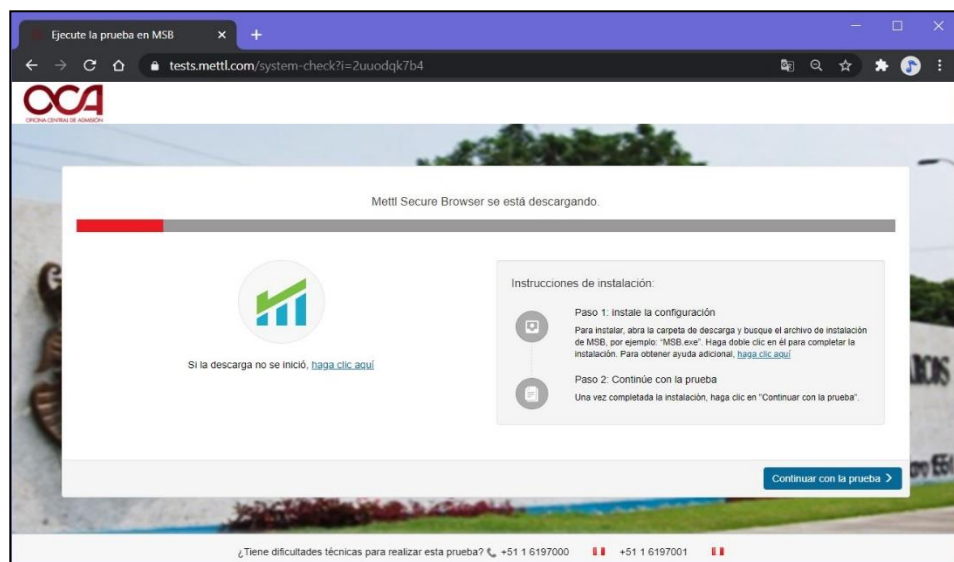 Ejecute la prueba en MSB
tests.mettl.com/system-check?i=2uuodqk7b4
OCA
OFICINA CENTRAL DE ADMISIÓN
Mettl Secure Browser se está descargando.
Si la descarga no se inició, haga clic aquí
Instrucciones de instalación:
Paso 1: instale la configuración
Para instalar, abra la carpeta de descarga y busque el archivo de instalación
de MSB, por ejemplo: “MSB.exe”. Haga doble clic en él para completar la
instalación. Para obtener ayuda adicional, haga clic aquí
Paso 2: Continúe con la prueba
Una vez completada la instalación, haga clic en "Continuar con la prueba".
Continuar con la prueba
¿Tiene dificultades técnicas para realizar esta prueba? +51 1 6197000 +51 1 6197001